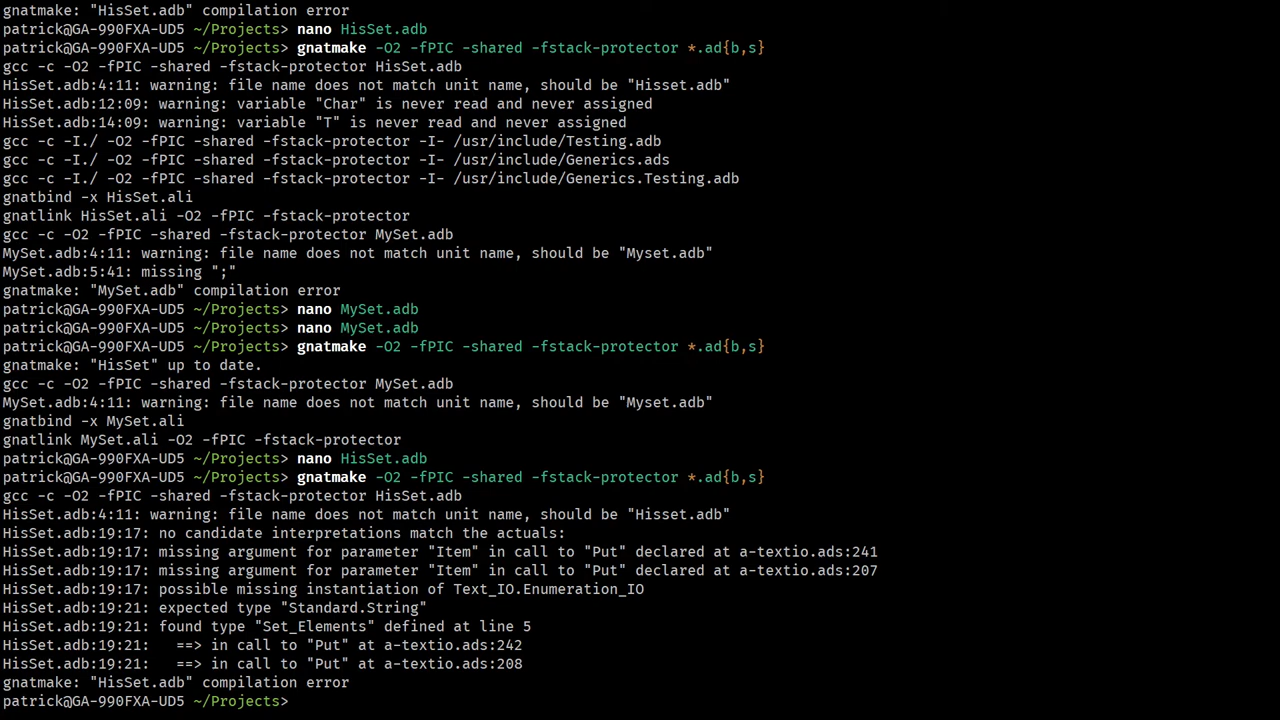 gnatmake: "HisSet.adb" compilation error
patrick@GA-990FXA-UD5 ~/Projects> nano HisSet.adb
patrick@GA-990FXA-UD5 ~/Projects> gnatmake -O2 -fPIC -shared -fstack-protector *.ad{b,s}
gcc -c -O2 -fPIC -shared -fstack-protector HisSet.adb
HisSet.adb:4:11: warning: file name does not match unit name, should be "Hisset.adb"
HisSet.adb:12:09: warning: variable "Char" is never read and never assigned
HisSet.adb:14:09: warning: variable "T" is never read and never assigned
gcc -c -I./ -O2 -fPIC -shared -fstack-protector -I- /usr/include/Testing.adb
gcc -c -I./ -O2 -fPIC -shared -fstack-protector -I- /usr/include/Generics.ads
gcc -c -I./ -O2 -fPIC -shared -fstack-protector -I- /usr/include/Generics.Testing.adb
gnatbind -x HisSet.ali
gnatlink HisSet.ali -O2 -fPIC -fstack-protector
gcc -c -O2 -fPIC -shared -fstack-protector MySet.adb
MySet.adb:4:11: warning: file name does not match unit name, should be "Myset.adb"
MySet.adb:5:41: missing ";"
gnatmake: "MySet.adb" compilation error
patrick@GA-990FXA-UD5 ~/Projects> nano MySet.adb
patrick@GA-990FXA-UD5 ~/Projects> nano MySet.adb
patrick@GA-990FXA-UD5 ~/Projects> gnatmake -O2 -fPIC -shared -fstack-protector *.ad{b,s}
gnatmake: "HisSet" up to date.
gcc -c -O2 -fPIC -shared -fstack-protector MySet.adb
MySet.adb:4:11: warning: file name does not match unit name, should be "Myset.adb"
gnatbind -x MySet.ali
gnatlink MySet.ali -O2 -fPIC -fstack-protector
patrick@GA-990FXA-UD5 ~/Projects> nano HisSet.adb
patrick@GA-990FXA-UD5 ~/Projects> gnatmake -O2 -fPIC -shared -fstack-protector *.ad{b,s}
gcc -c -O2 -fPIC -shared -fstack-protector HisSet.adb
HisSet.adb:4:11: warning: file name does not match unit name, should be "Hisset.adb"
HisSet.adb:19:17: no candidate interpretations match the actuals:
HisSet.adb:19:17: missing argument for parameter "Item" in call to "Put" declared at a-textio.ads:241
HisSet.adb:19:17: missing argument for parameter "Item" in call to "Put" declared at a-textio.ads:207
HisSet.adb:19:17: possible missing instantiation of Text_IO.Enumeration_IO
HisSet.adb:19:21: expected type "Standard.String"
HisSet.adb:19:21: found type "Set_Elements" defined at line 5
HisSet.adb:19:21:   ==> in call to "Put" at a-textio.ads:242
HisSet.adb:19:21:   ==> in call to "Put" at a-textio.ads:208
gnatmake: "HisSet.adb" compilation error
patrick@GA-990FXA-UD5 ~/Projects>